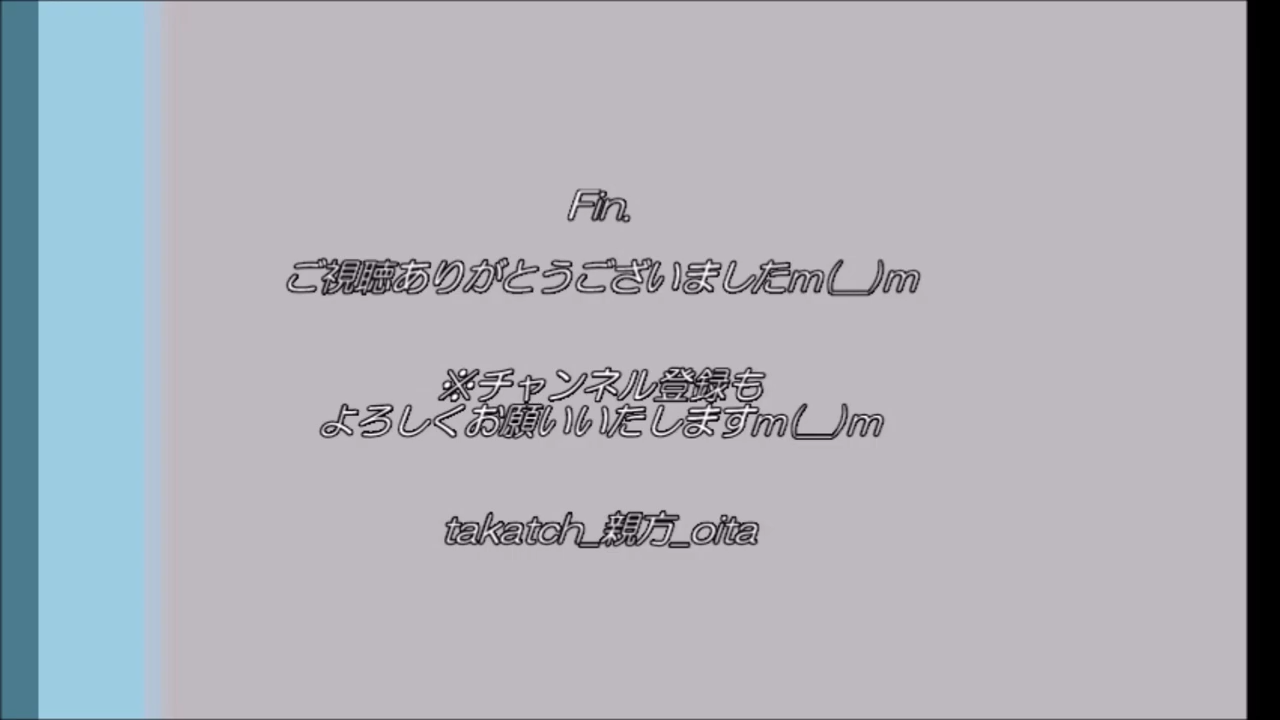 Fin.
ご視聴ありがとうございましたm(__)m
※チャンネル登録も
よろしくお願いいたしますm(__)m
takatch_親方_oita